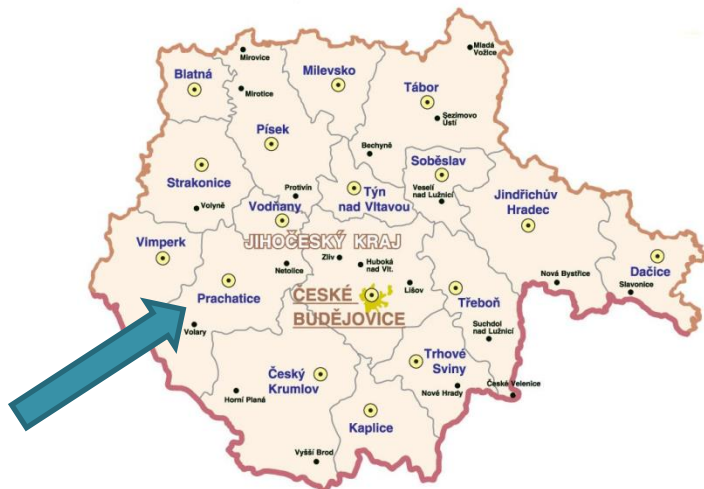 Mladá
Vožice
Mirovice
Milevsko
Blatná
Tábor
Mirotice
Sezimovo
Ústí
Písek
Bechyně
Soběslav
Strakonice
Protivín
Týn
nad Vltavou
Veselí
nad Lužnicí
Jindřichův
Hradec
Volyně
Vodňany
Vimperk
JIHOČESKÝ KRAJ
Zliv
Huboká
nad Vlt.
Netolice
Dačice
Nová Bystřice
Slavonice
Prachatice
ČESKÉ
BUDĚJOVICE
Lišov
Třeboň
Volary
Suchdol
nad Lužnicí
Trhové
Sviny
Český
Krumlov
Horní Planá
Nové Hrady
České Velenice
Kaplice
Vyšší Brod